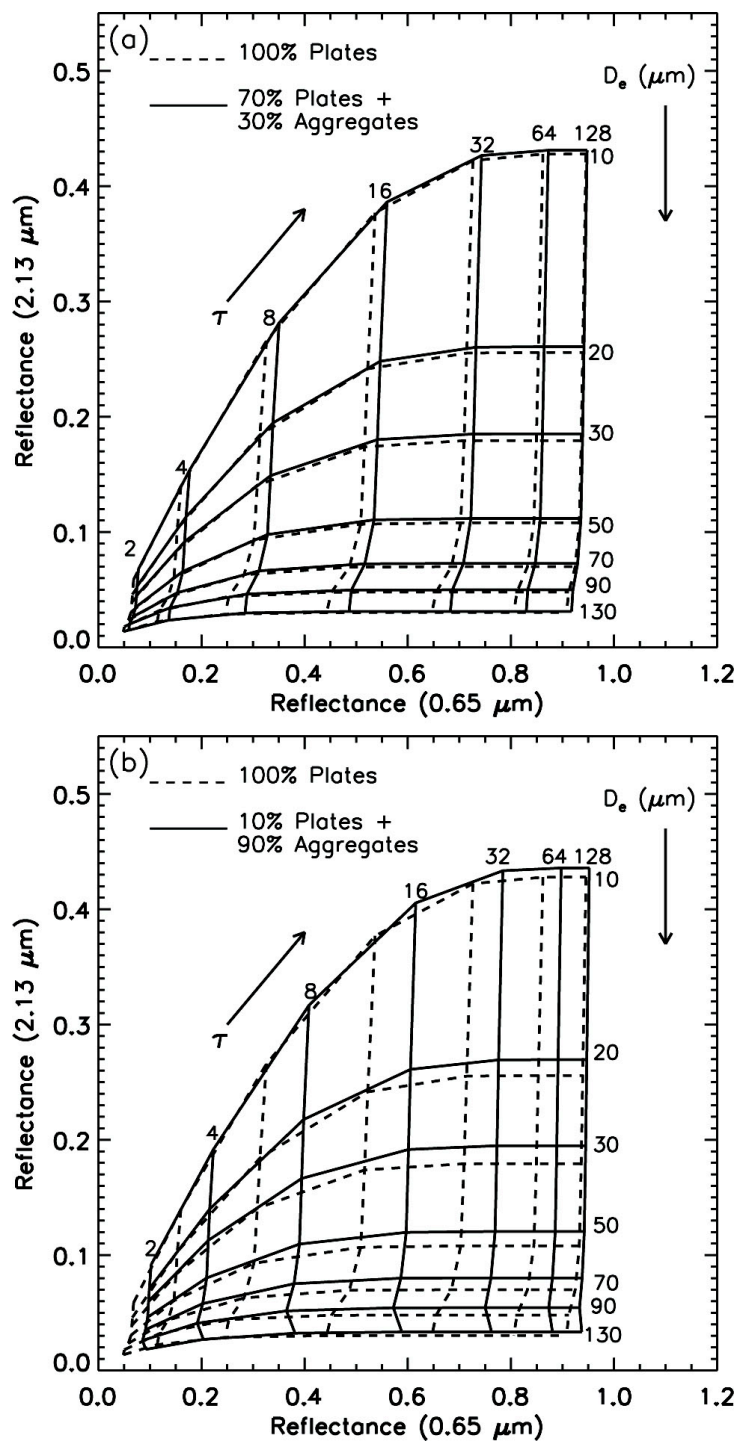 (a)
100% Plates
70% Plates +
30% Aggregates
Dₑ (μm)
τ
2
4
8
16
32
64
128
10
20
30
50
70
90
130
0.5
0.4
0.3
0.2
0.1
0.0
Reflectance (2.13 μm)
0.0 0.2 0.4 0.6 0.8 1.0 1.2
Reflectance (0.65 μm)
(b)
100% Plates
10% Plates +
90% Aggregates
Dₑ (μm)
τ
2
4
8
16
32
64
128
10
20
30
50
70
90
130
0.5
0.4
0.3
0.2
0.1
0.0
Reflectance (2.13 μm)
0.0 0.2 0.4 0.6 0.8 1.0 1.2
Reflectance (0.65 μm)